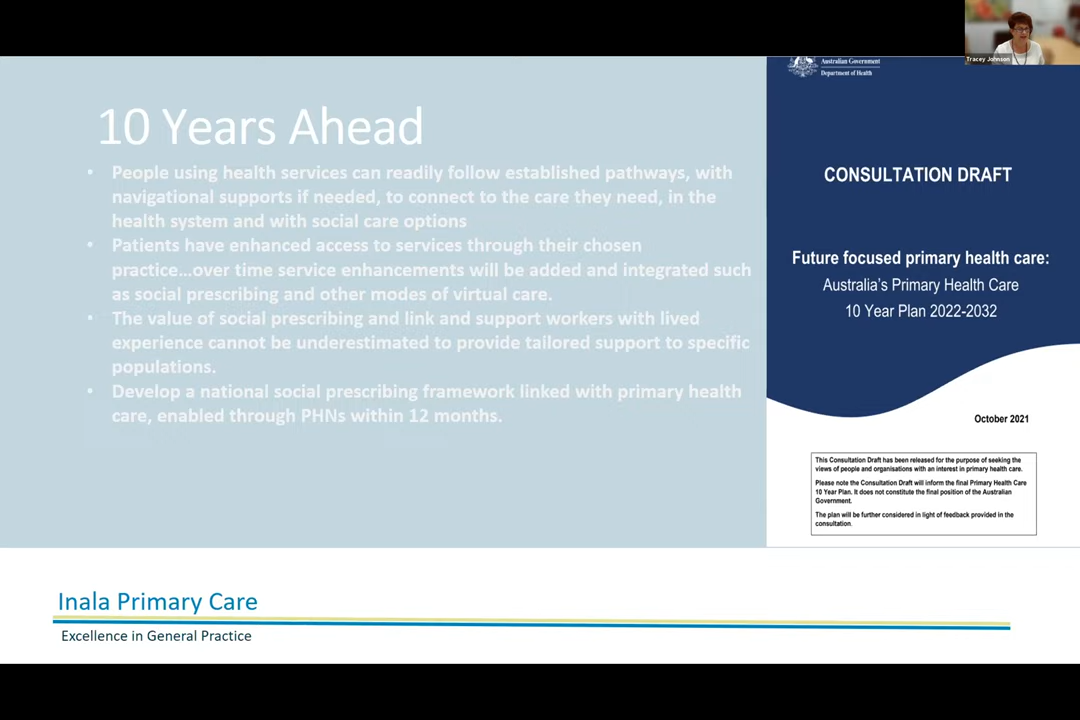 Tracey Johnson
Australian Government
Department of Health
10 Years Ahead
• People using health services can readily follow established pathways, with
navigational supports if needed, to connect to the care they need, in the
health system and with social care options
• Patients have enhanced access to services through their chosen
practice…over time service enhancements will be added and integrated such
as social prescribing and other modes of virtual care.
• The value of social prescribing and link and support workers with lived
experience cannot be underestimated to provide tailored support to specific
populations.
• Develop a national social prescribing framework linked with primary health
care, enabled through PHNs within 12 months.
CONSULTATION DRAFT
Future focused primary health care:
Australia's Primary Health Care
10 Year Plan 2022-2032
October 2021
This Consultation Draft has been released for the purpose of seeking the
views of people and organisations with an interest in primary health care.
Please note the Consultation Draft will inform the final Primary Health Care
10 Year Plan. It does not constitute the final position of the Australian
Government.
The plan will be further considered in light of feedback provided in the
consultation.
Inala Primary Care
Excellence in General Practice